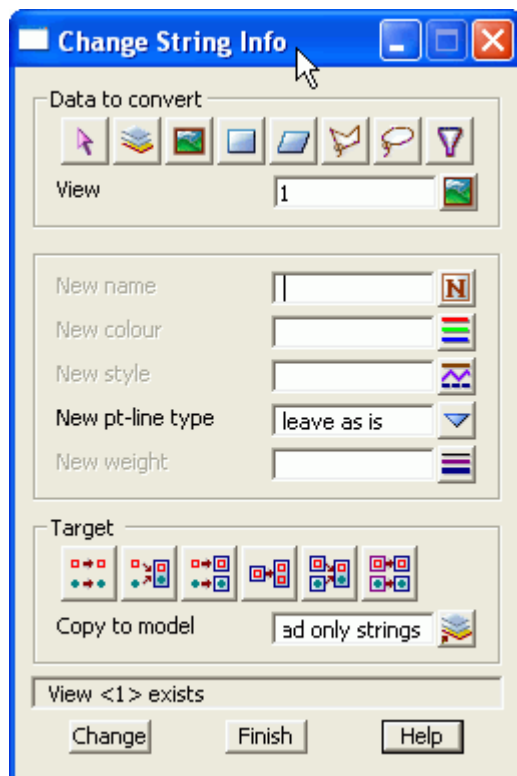 Change String Info
Data to convert
View 1
New name
New colour
New style
New pt-line type leave as is
New weight
Target
Copy to model ad only strings
View <1> exists
Change Finish Help